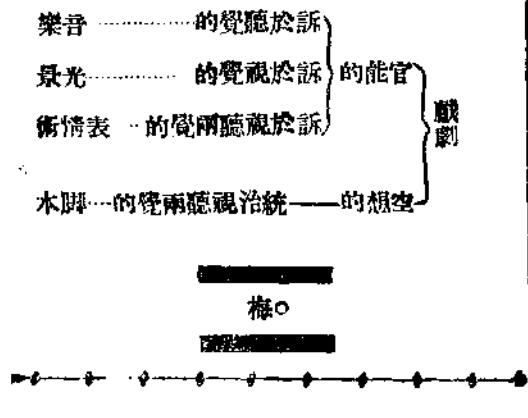 戲劇
官能的
訴於聽覺的……音樂
訴於視覺的……光景
訴於視聽兩覺的…表情術
空想的——統治視聽兩覺的…脚本
○梅